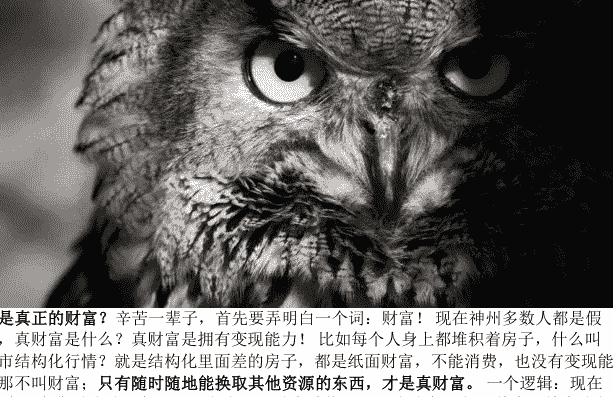 是真正的财富？辛苦一辈子，首先要弄明白一个词：财富！ 现在神州多数人都是假
，真财富是什么？真财富是拥有变现能力！ 比如每个人身上都堆积着房子，什么叫
市结构化行情？就是结构化里面差的房子，都是纸面财富，不能消费，也没有变现能
那不叫财富；只有随时随地能换取其他资源的东西，才是真财富。 一个逻辑：现在